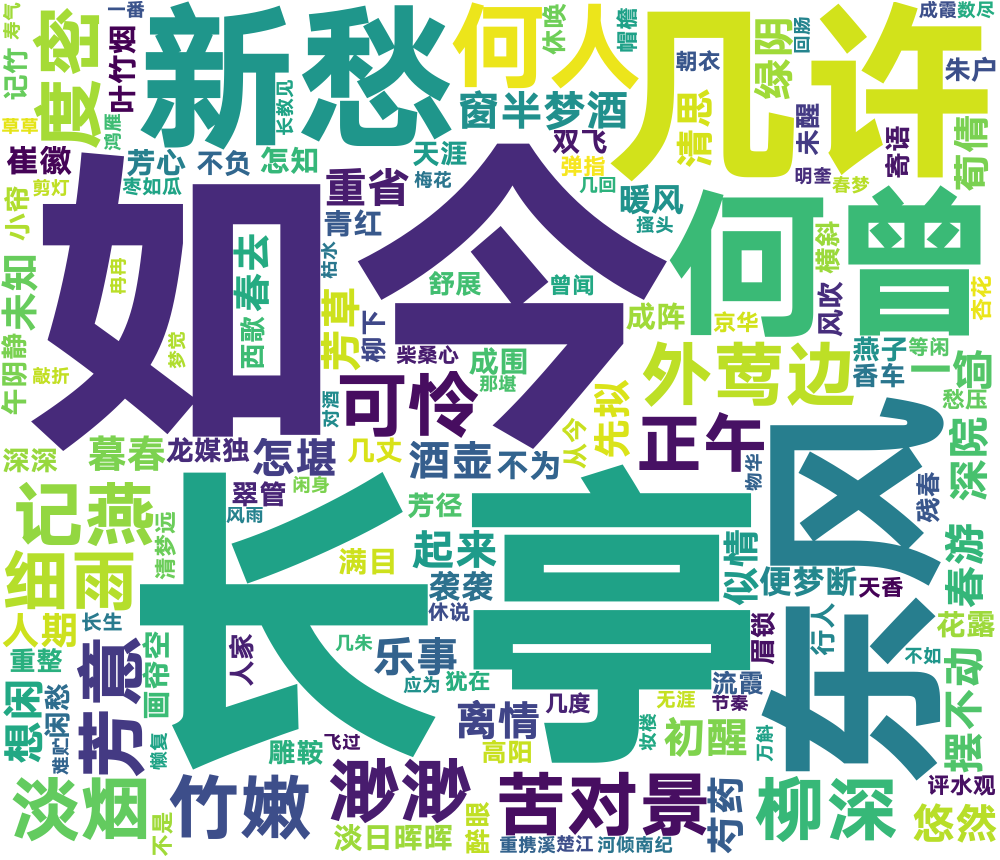 寿气
一番
成霞
数尽
记竹
度密
叶竹烟
新愁
长教见
何人
休唤
帽檐
几许
回肠
绿阴
朝衣
朱户
草草
鸿雁
窗半梦酒
清思
双飞
未醒
寄语
荀倩
崔徽
芳心
不负
怎知
天涯
弹指
剪灯
枣如瓜
重省
梅花
几回
明奎
春梦
小帘
如今
青红
暖风
搔头
何曾
横斜
未知
春去
枯水
舒展
曾闻
杏花
冉冉
西歌
芳草
柳下
成阵
京华
风吹
午阴静
梦觉
柴桑心
成围
那堪
外莺边
燕子
等闲
香车
一筍
敲折
可怜
先拟
愁压
对酒
正午
东风
深院
深深
暮春
龙媒独
怎堪
几丈
酒壶
不为
从今
物华
残春
翠管
闲身
记燕
清梦远
风雨
长亭
芳径
满目
起来
似情
春游
细雨
袭袭
便梦断
天香
人期
长生
休说
花露
重整
画帘空
人家
几朱
乐事
眉锁
行人
不如
芳意
应为
犹在
流霞
摆不动
想闲
闲愁
难贮
懒复
离情
几度
无涯
节秦
妆楼
初醒
万斛
雕鞍
飞过
高阳
淡烟
竹嫩
渺渺
苦对景
芍药
柳深
评水观
悠然
不是
淡日晖晖
醉眼
重携溪
楚江
河倾南纪